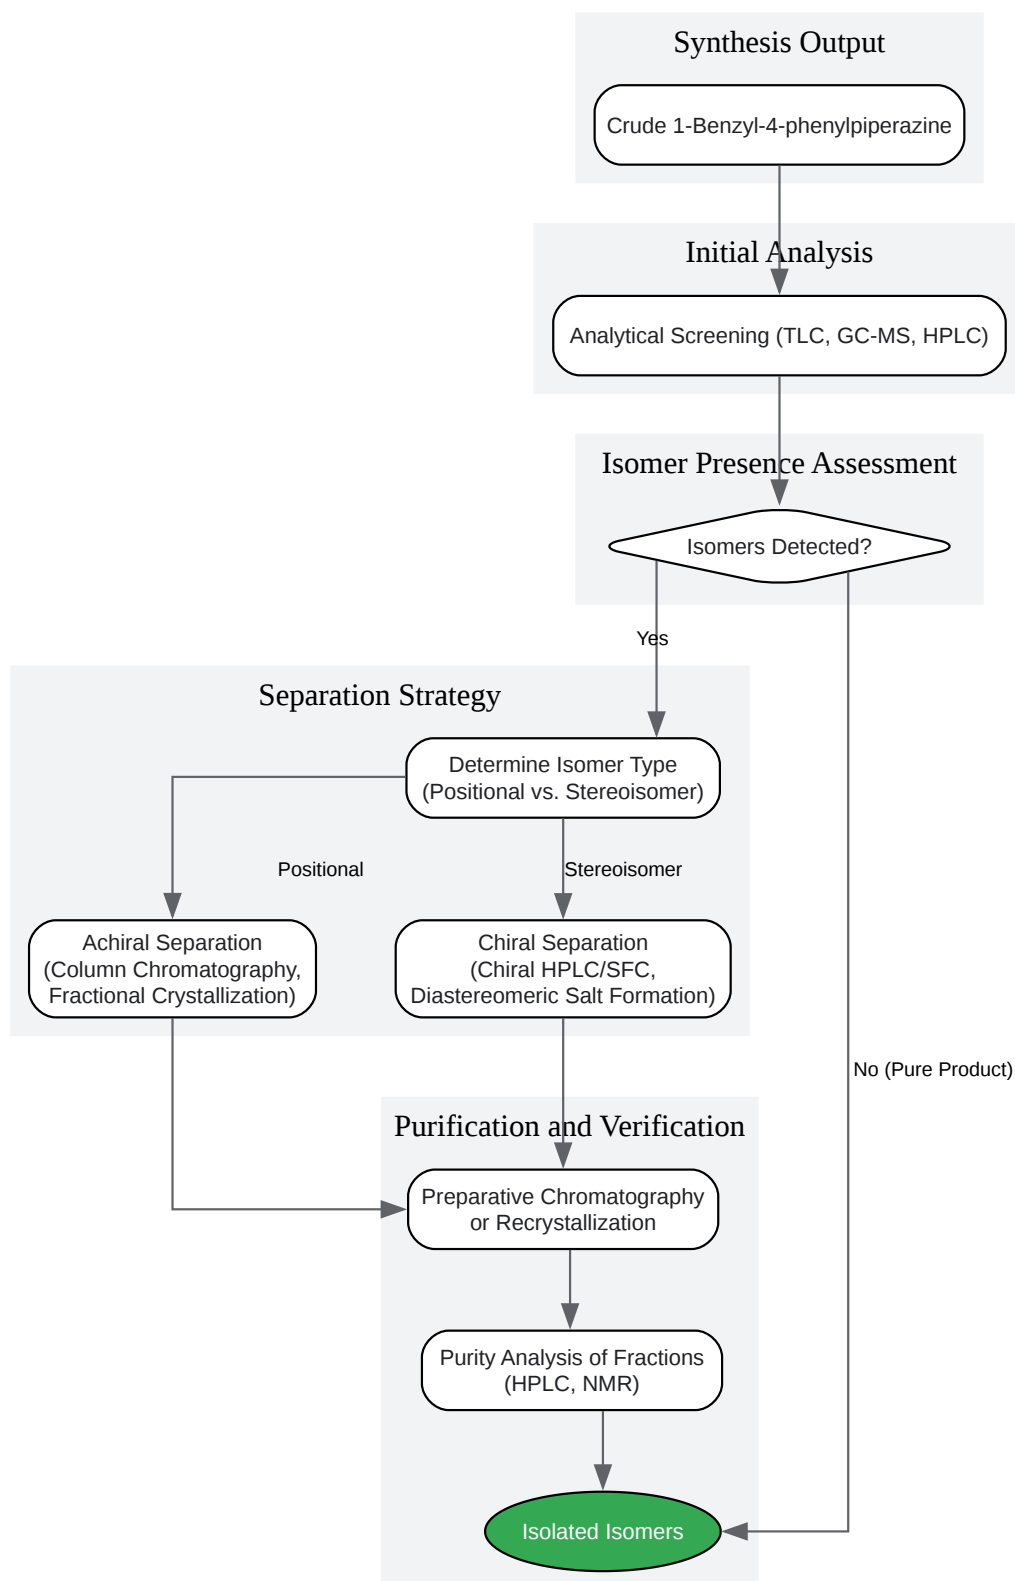 Synthesis Output
Crude 1-Benzyl-4-phenylpiperazine
Initial Analysis
Analytical Screening (TLC, GC-MS, HPLC)
Isomer Presence Assessment
Isomers Detected?
Yes
Separation Strategy
Determine Isomer Type
(Positional vs. Stereoisomer)
Positional
Stereoisomer
Achiral Separation
(Column Chromatography,
Fractional Crystallization)
Chiral Separation
(Chiral HPLC/SFC,
Diastereomeric Salt Formation)
No (Pure Product)
Purification and Verification
Preparative Chromatography
or Recrystallization
Purity Analysis of Fractions
(HPLC, NMR)
Isolated Isomers